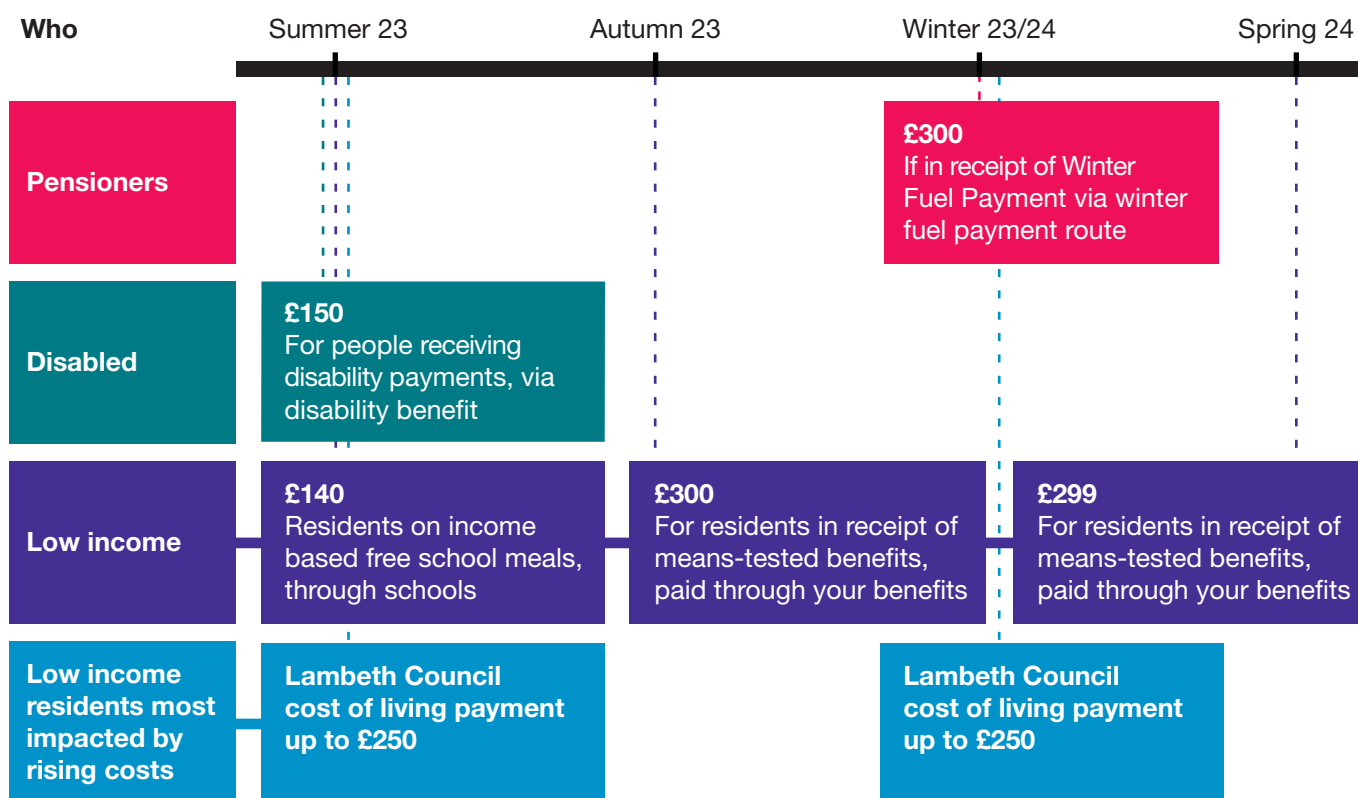 Who
Summer 23
Autumn 23
Winter 23/24
Spring 24
Pensioners
£300
If in receipt of Winter
Fuel Payment via winter
fuel payment route
Disabled
£150
For people receiving
disability payments, via
disability benefit
Low income
£140
Residents on income
based free school meals,
through schools
£300
For residents in receipt of
means-tested benefits,
paid through your benefits
£299
For residents in receipt of
means-tested benefits,
paid through your benefits
Low income
residents most
impacted by
rising costs
Lambeth Council
cost of living payment
up to £250
Lambeth Council
cost of living payment
up to £250